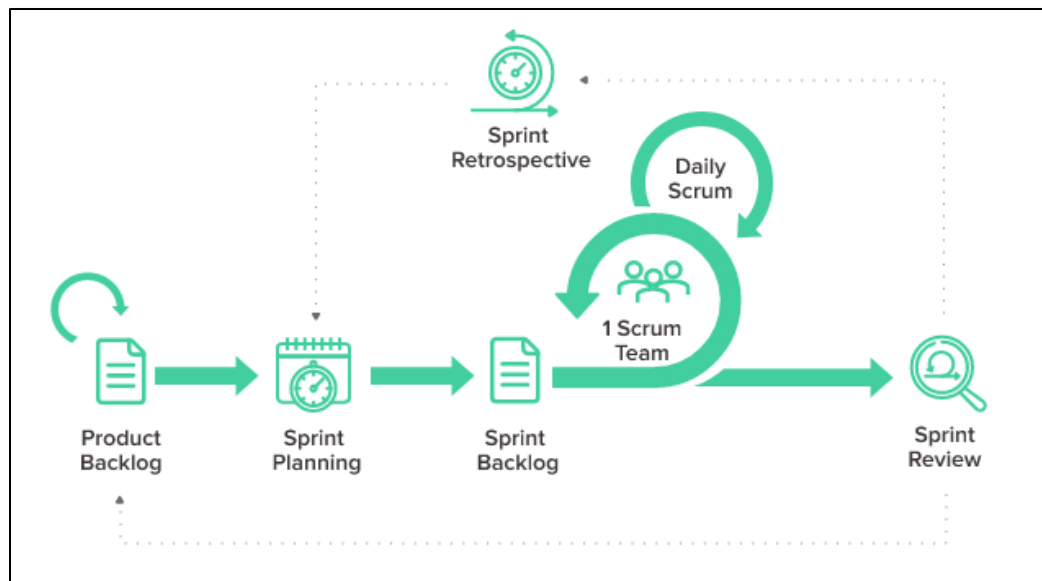 Sprint
Retrospective
Daily
Scrum
1 Scrum
Team
Product
Backlog
Sprint
Planning
Sprint
Backlog
Sprint
Review